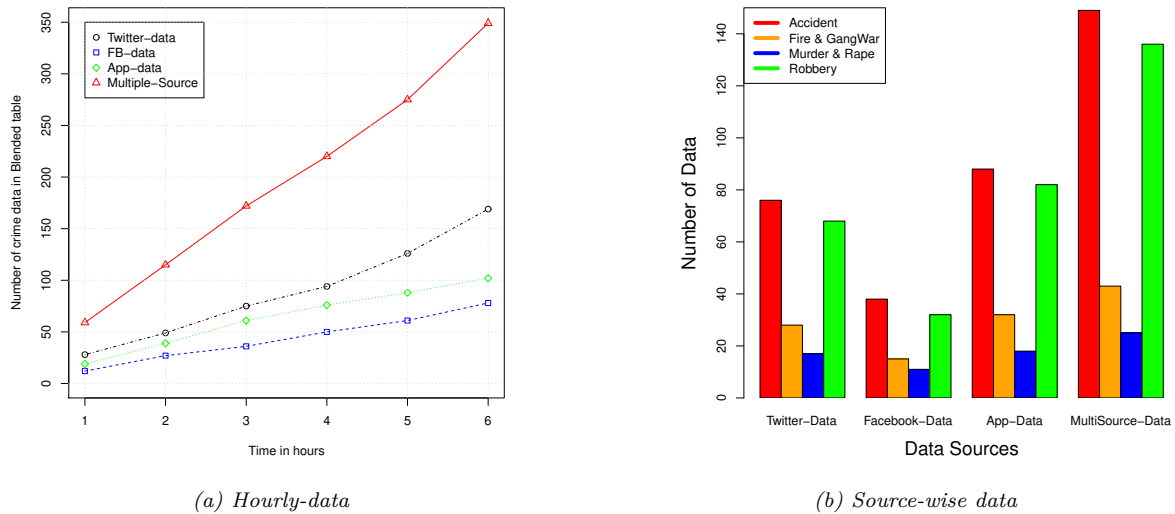 Number of crime data in Blended table
0
50
100
150
200
250
300
350
Twitter−data
FB−data
App−data
Multiple−Source
1 2 3 4 5 6
Time in hours
(a) Hourly-data
Number of Data
0
20
40
60
80
100
120
140
Accident
Fire & GangWar
Murder & Rape
Robbery
Twitter−Data Facebook−Data App−Data MultiSource−Data
Data Sources
(b) Source-wise data